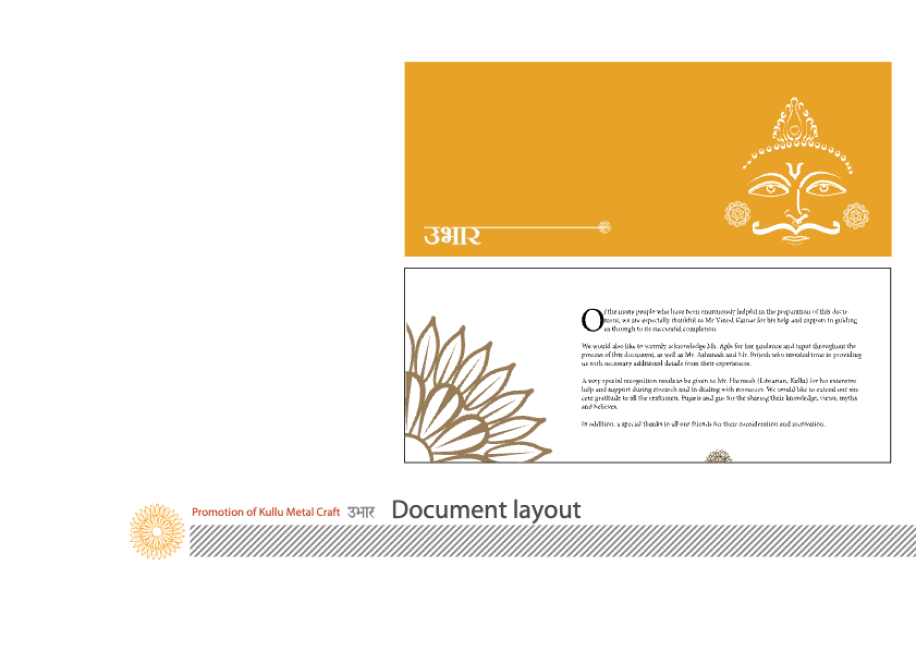 उभार
Of the many people who have been enormously helpful in the preparation of this docu-
ment, we are especially thankful to Mr Vinod Kumar for his help and support in guiding
us through to its successful completion
We would also like to warmly acknowledge Ms. for her guidance and input throughout the
process of this document, as well as Mr. Ashutosh and Mr. Brijesh who invested time in providing
us with necessary additional details from their experiences.
A very special recognition needs to be given to Mr. (Librarian, Kullu) for his extensive
help and support during research and in dealing with resources. We would like to extend our sin-
cere gratitude to all the craftsmen, Pujaris and gur for the sharing their knowledge, views, myths
and believes.
In addition, a special thanks to all our friends for their consideration and motivation.
Promotion of Kullu Metal Craft उभार Document layout